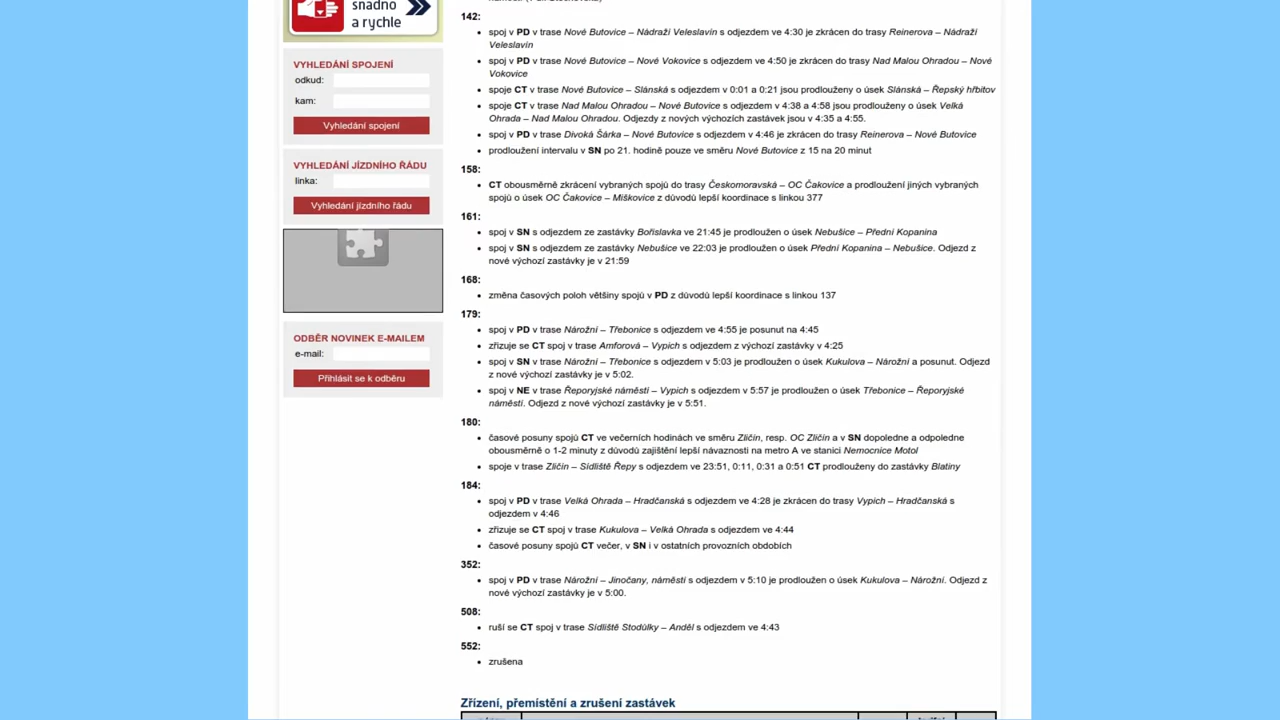 snadno
a rychle
VYHLEDÁNÍ SPOJENÍ
odkud:
kam:
Vyhledání spojení
VYHLEDÁNÍ JÍZDNÍHO ŘÁDU
linka:
Vyhledání jízdního řádu
ODBĚR NOVINEK E-MAILEM
e-mail:
Přihlásit se k odběru
142:
spoj v PD v trase Nové Butovice – Nádraží Veleslavín s odjezdem ve 4:30 je zkrácen do trasy Reinerova – Nádraží
Veleslavín
spoj v PD v trase Nové Butovice – Nové Vokovice s odjezdem ve 4:50 je zkrácen do trasy Nad Malou Ohradou – Nové
Vokovice
spoje CT v trase Nové Butovice – Slánská s odjezdem v 0:01 a 0:21 jsou prodlouženy o úsek Slánská – Řepský hřbitov
spoje CT v trase Nad Malou Ohradou – Nové Butovice s odjezdem v 4:38 a 4:58 jsou prodlouženy o úsek Velká
Ohrada – Nad Malou Ohradou. Odjezdy z nových výchozích zastávek jsou v 4:35 a 4:55.
spoj v PD v trase Divoká Šárka – Nové Butovice s odjezdem v 4:46 je zkrácen do trasy Reinerova – Nové Butovice
prodloužení intervalu v SN po 21. hodině pouze ve směru Nové Butovice z 15 na 20 minut
158:
CT obousměrně zkrácení vybraných spojů do trasy Českomoravská – OC Čakovice a prodloužení jiných vybraných
spojů o úsek OC Čakovice – Miškovice z důvodů lepší koordinace s linkou 377
161:
spoj v SN s odjezdem ze zastávky Bořislavka ve 21:45 je prodloužen o úsek Nebušice – Přední Kopanina
spoj v SN s odjezdem ze zastávky Nebušice ve 22:03 je prodloužen o úsek Přední Kopanina – Nebušice. Odjezd z
nové výchozí zastávky je v 21:59
168:
změna časových poloh většiny spojů v PD z důvodů lepší koordinace s linkou 137
179:
spoj v PD v trase Nárožní – Třebonice s odjezdem ve 4:55 je posunut na 4:45
zřizuje se CT spoj v trase Amforová – Vypich s odjezdem z výchozí zastávky v 4:25
spoj v SN v trase Nárožní – Třebonice s odjezdem v 5:03 je prodloužen o úsek Kukulova – Nárožní a posunut. Odjezd
z nové výchozí zastávky je v 5:02.
spoj v NE v trase Řeporyjské náměstí – Vypich s odjezdem v 5:57 je prodloužen o úsek Třebonice – Řeporyjské
náměstí. Odjezd z nové výchozí zastávky je v 5:51.
180:
časové posuny spojů CT ve večerních hodinách ve směru Zličín, resp. OC Zličín a v SN dopoledne a odpoledne
obousměrně o 1-2 minuty z důvodů zajištění lepší návaznosti na metro A ve stanici Nemocnice Motol
spoje v trase Zličín – Sídliště Řepy s odjezdem ve 23:51, 0:11, 0:31 a 0:51 CT prodlouženy do zastávky Blatiny
184:
spoj v PD v trase Velká Ohrada – Hradčanská s odjezdem ve 4:28 je zkrácen do trasy Vypich – Hradčanská s
odjezdem v 4:46
zřizuje se CT spoj v trase Kukulova – Velká Ohrada s odjezdem ve 4:44
časové posuny spojů CT večer, v SN i v ostatních provozních obdobích
352:
spoj v PD v trase Nárožní – Jinočany, náměstí s odjezdem v 5:10 je prodloužen o úsek Kukulova – Nárožní. Odjezd z
nové výchozí zastávky je v 5:00.
508:
ruší se CT spoj v trase Sídliště Stodůlky – Anděl s odjezdem ve 4:43
552:
zrušena
Zřízení, přemístění a zrušení zastávek